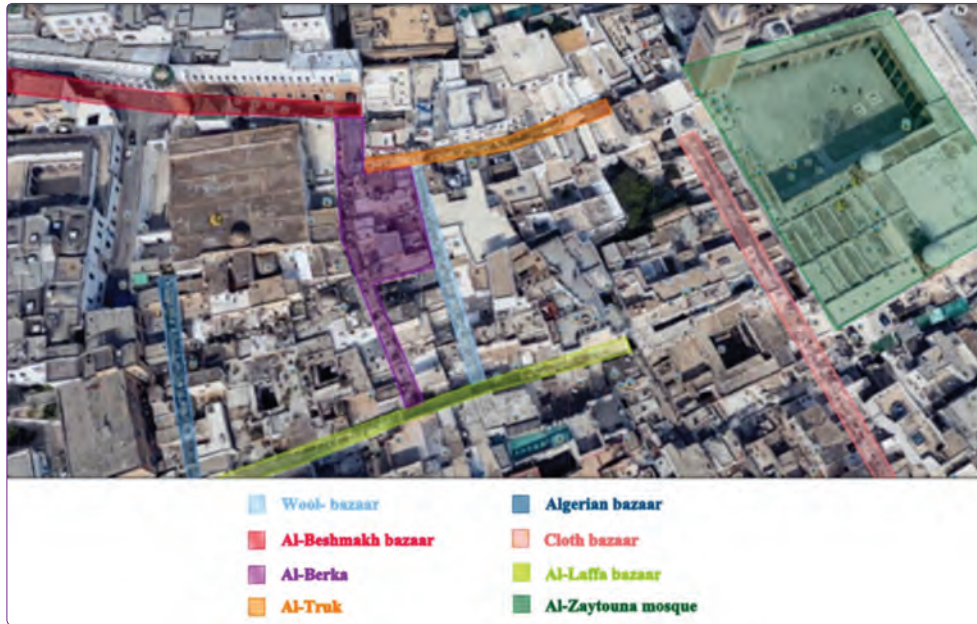 Wool- bazaar
Al-Beshmakh bazaar
Al-Berka
Al-Truk
Algerian bazaar
Cloth bazaar
Al-Laffa bazaar
Al-Zaytouna mosque